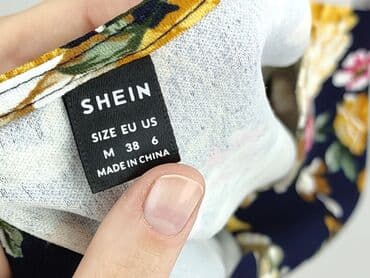 SHEIN
SIZE EU US
M 38 6
MADE IN CHINA